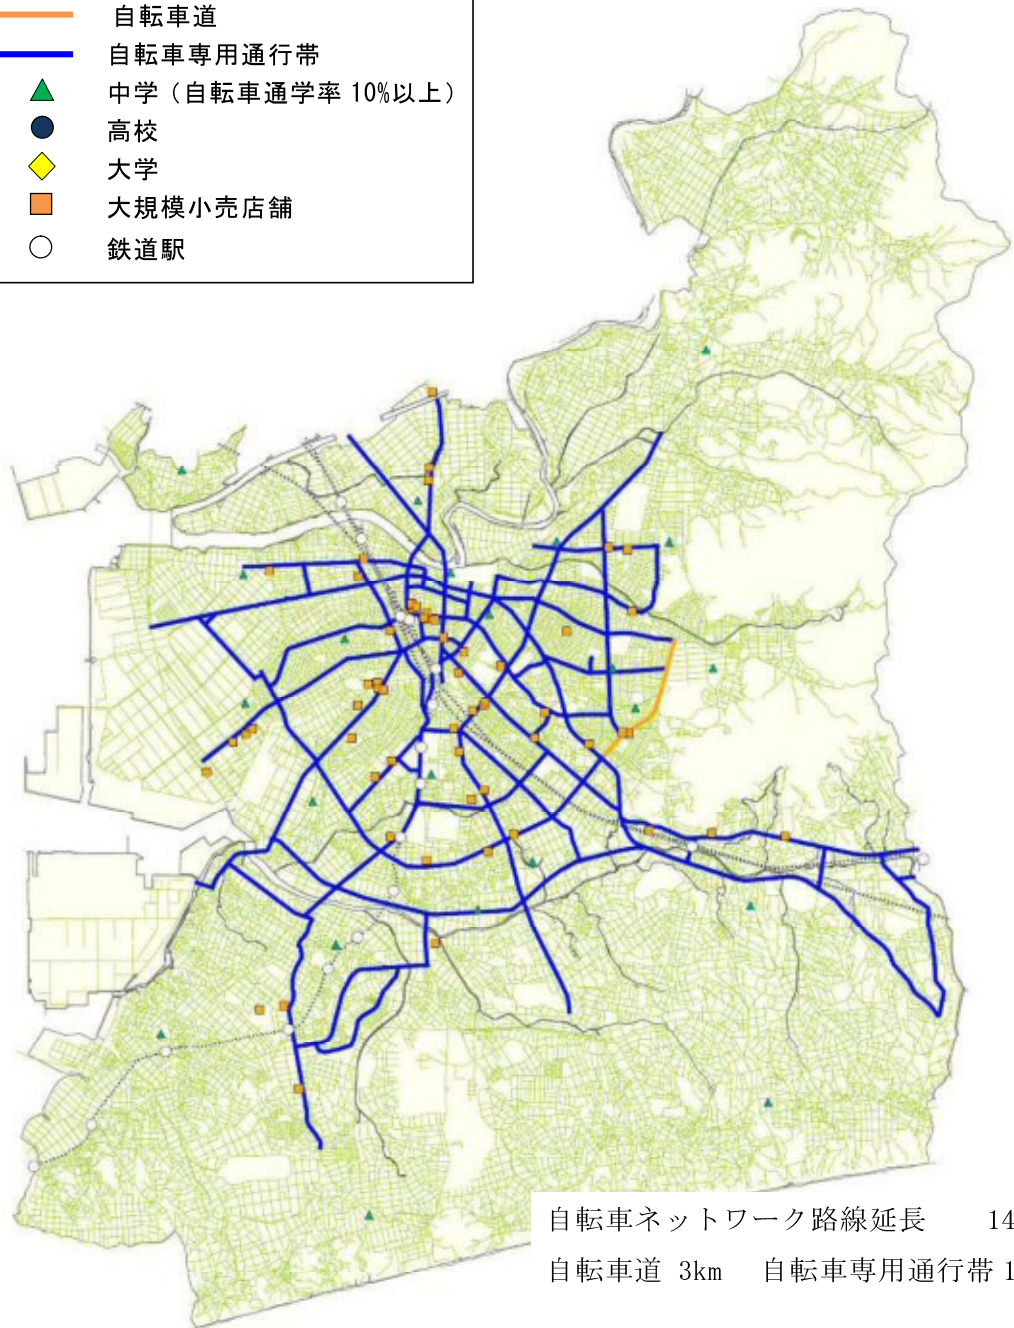 自転車道
自転車専用通行帯
中学（自転車通学率 10%以上）
高校
大学
大規模小売店舗
鉄道駅
自転車ネットワーク路線延長 14
自転車道 3km 自転車専用通行帯 1